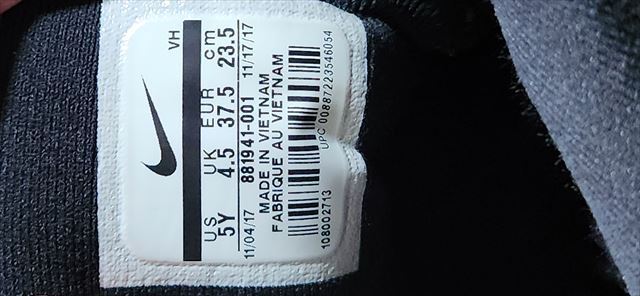 VH
US UK EUR cm
5Y 4.5 37.5 23.5
881941-001
11/04/17 11/17/17
MADE IN VIETNAM
FABRIQUE AU VIETNAM
UPC 00887223546054
108002713